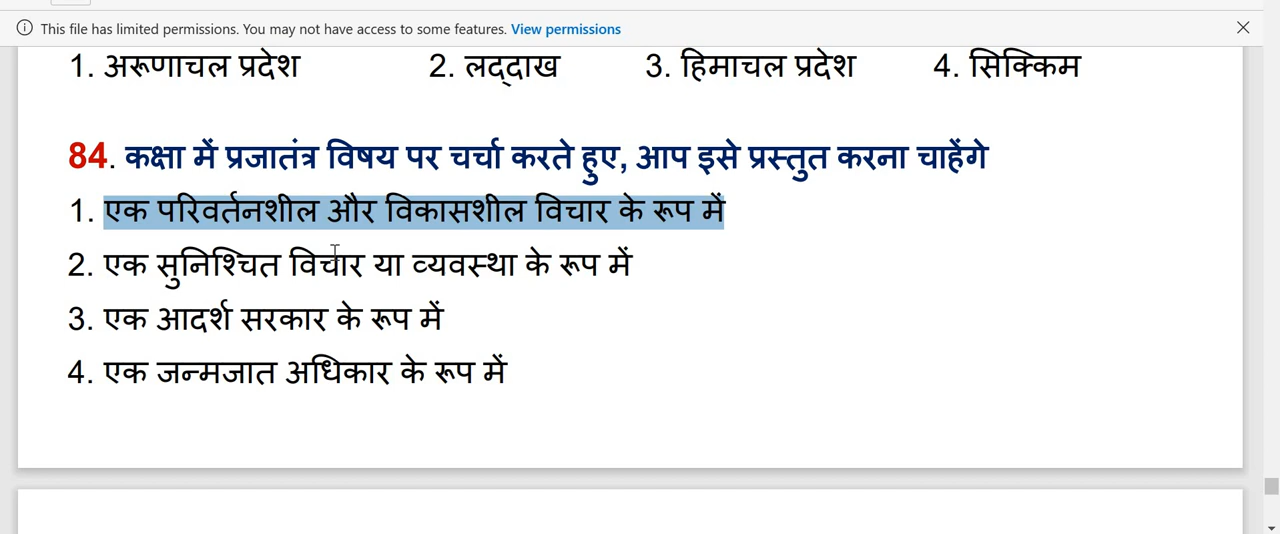 This file has limited permissions. You may not have access to some features. View permissions
1. अरूणाचल प्रदेश 2. लद्दाख 3. हिमाचल प्रदेश 4. सिक्किम
84. कक्षा में प्रजातंत्र विषय पर चर्चा करते हुए, आप इसे प्रस्तुत करना चाहेंगे
1. एक परिवर्तनशील और विकासशील विचार के रूप में
2. एक सुनिश्चित विचार या व्यवस्था के रूप में
3. एक आदर्श सरकार के रूप में
4. एक जन्मजात अधिकार के रूप में